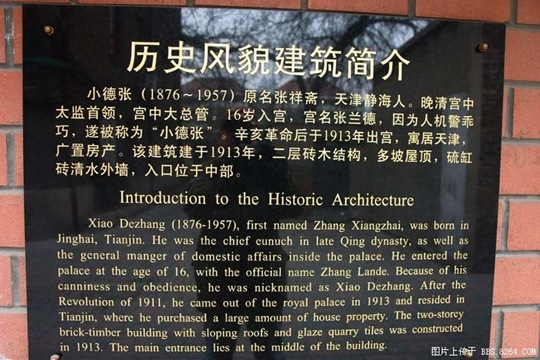 历史风貌建筑简介
小德张（1876～1957）原名张祥斋，天津静海人。晚清宫中
太监首领，宫中大总管。16岁入宫，宫名张兰德，因为人机警乖
巧，遂被称为“小德张”。辛亥革命后于1913年出宫，寓居天津，
广置房产。该建筑建于1913年，二层砖木结构，多坡屋顶，硫缸
砖清水外墙，入口位于中部。
Introduction to the Historic Architecture
Xiao Dezhang (1876-1957), first named Zhang Xiangzhai, was born in
Jinghai, Tianjin. He was the chief eunuch in late Qing dynasty, as well as
the general manger of domestic affairs inside the palace. He entered the
palace at the age of 16, with the official name Zhang Lande. Because of his
canniness and obedience, he was nicknamed as Xiao Dezhang. After the
Revolution of 1911, he came out of the royal palace in 1913 and resided in
Tianjin, where he purchased a large amount of house property. The two-storey
brick-timber building with sloping roofs and glaze quarry tiles was constructed
in 1913. The main entrance lies at the middle of the building.
图片上传于 BBS.8264.COM